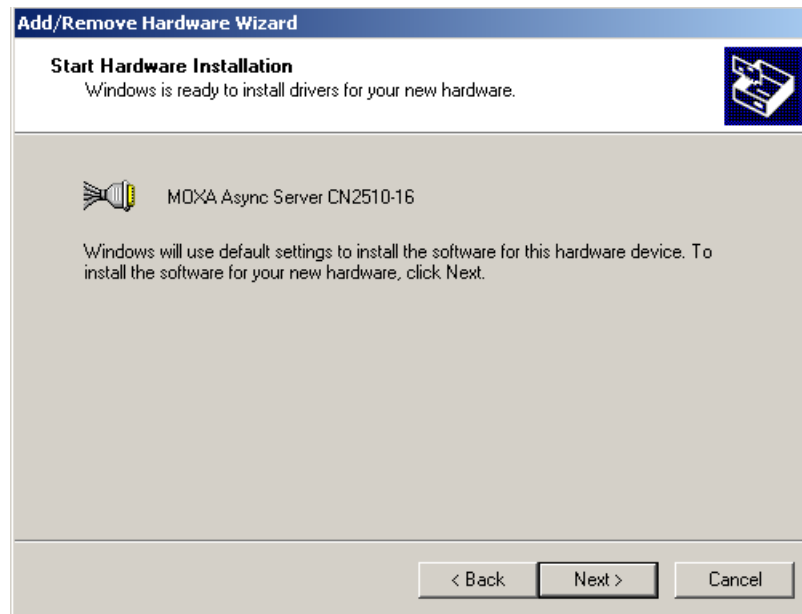 Add/Remove Hardware Wizard
Start Hardware Installation
Windows is ready to install drivers for your new hardware.
MOXA Async Server CN2510-16
Windows will use default settings to install the software for this hardware device. To
install the software for your new hardware, click Next.
< Back Next > Cancel